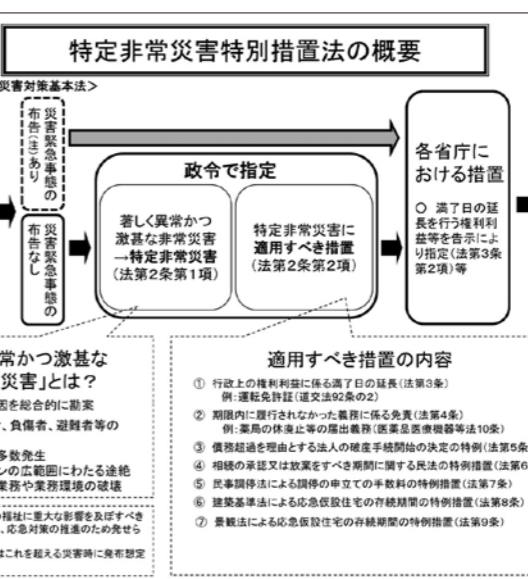 特定非常災害特別措置法の概要
災害対策基本法＞
災害緊急事態の
布告（注）あり
災害緊急事態の
布告なし
政令で指定
著しく異常かつ
激甚な非常災害
→特定非常災害
（法第2条第1項）
特定非常災害に
適用すべき措置
（法第2条第2項）
各省庁に
おける措置
○ 満了日の延
長を行う権利利
益等を告示によ
り指定（法第3条
第2項）等
常かつ激甚な
災害」とは？
因を総合的に勘案
、負傷者、避難者等の
多数発生
ンの広範囲にわたる途絶
業務や業務環境の破壊
の福祉に重大な影響を及ぼすべき
、応急対策の推進のため発せら
はこれを超える災害時に発布想定
適用すべき措置の内容
① 行政上の権利利益に係る満了日の延長（法第3条）
例：運転免許証（道交法92条の2）
② 期限内に履行されなかった義務に係る免責（法第4条）
例：薬局の休廃止等の届出義務（医薬品医療機器等法10条）
③ 債務超過を理由とする法人の破産手続開始の決定の特例（法第5条
④ 相続の承認又は放棄をすべき期間に関する民法の特例措置（法第6
⑤ 民事調停法による調停の申立ての手数料の特例措置（法第7条）
⑥ 建築基準法による応急仮設住宅の存続期間の特例措置（法第8条）
⑦ 景観法による応急仮設住宅の存続期間の特例措置（法第9条）